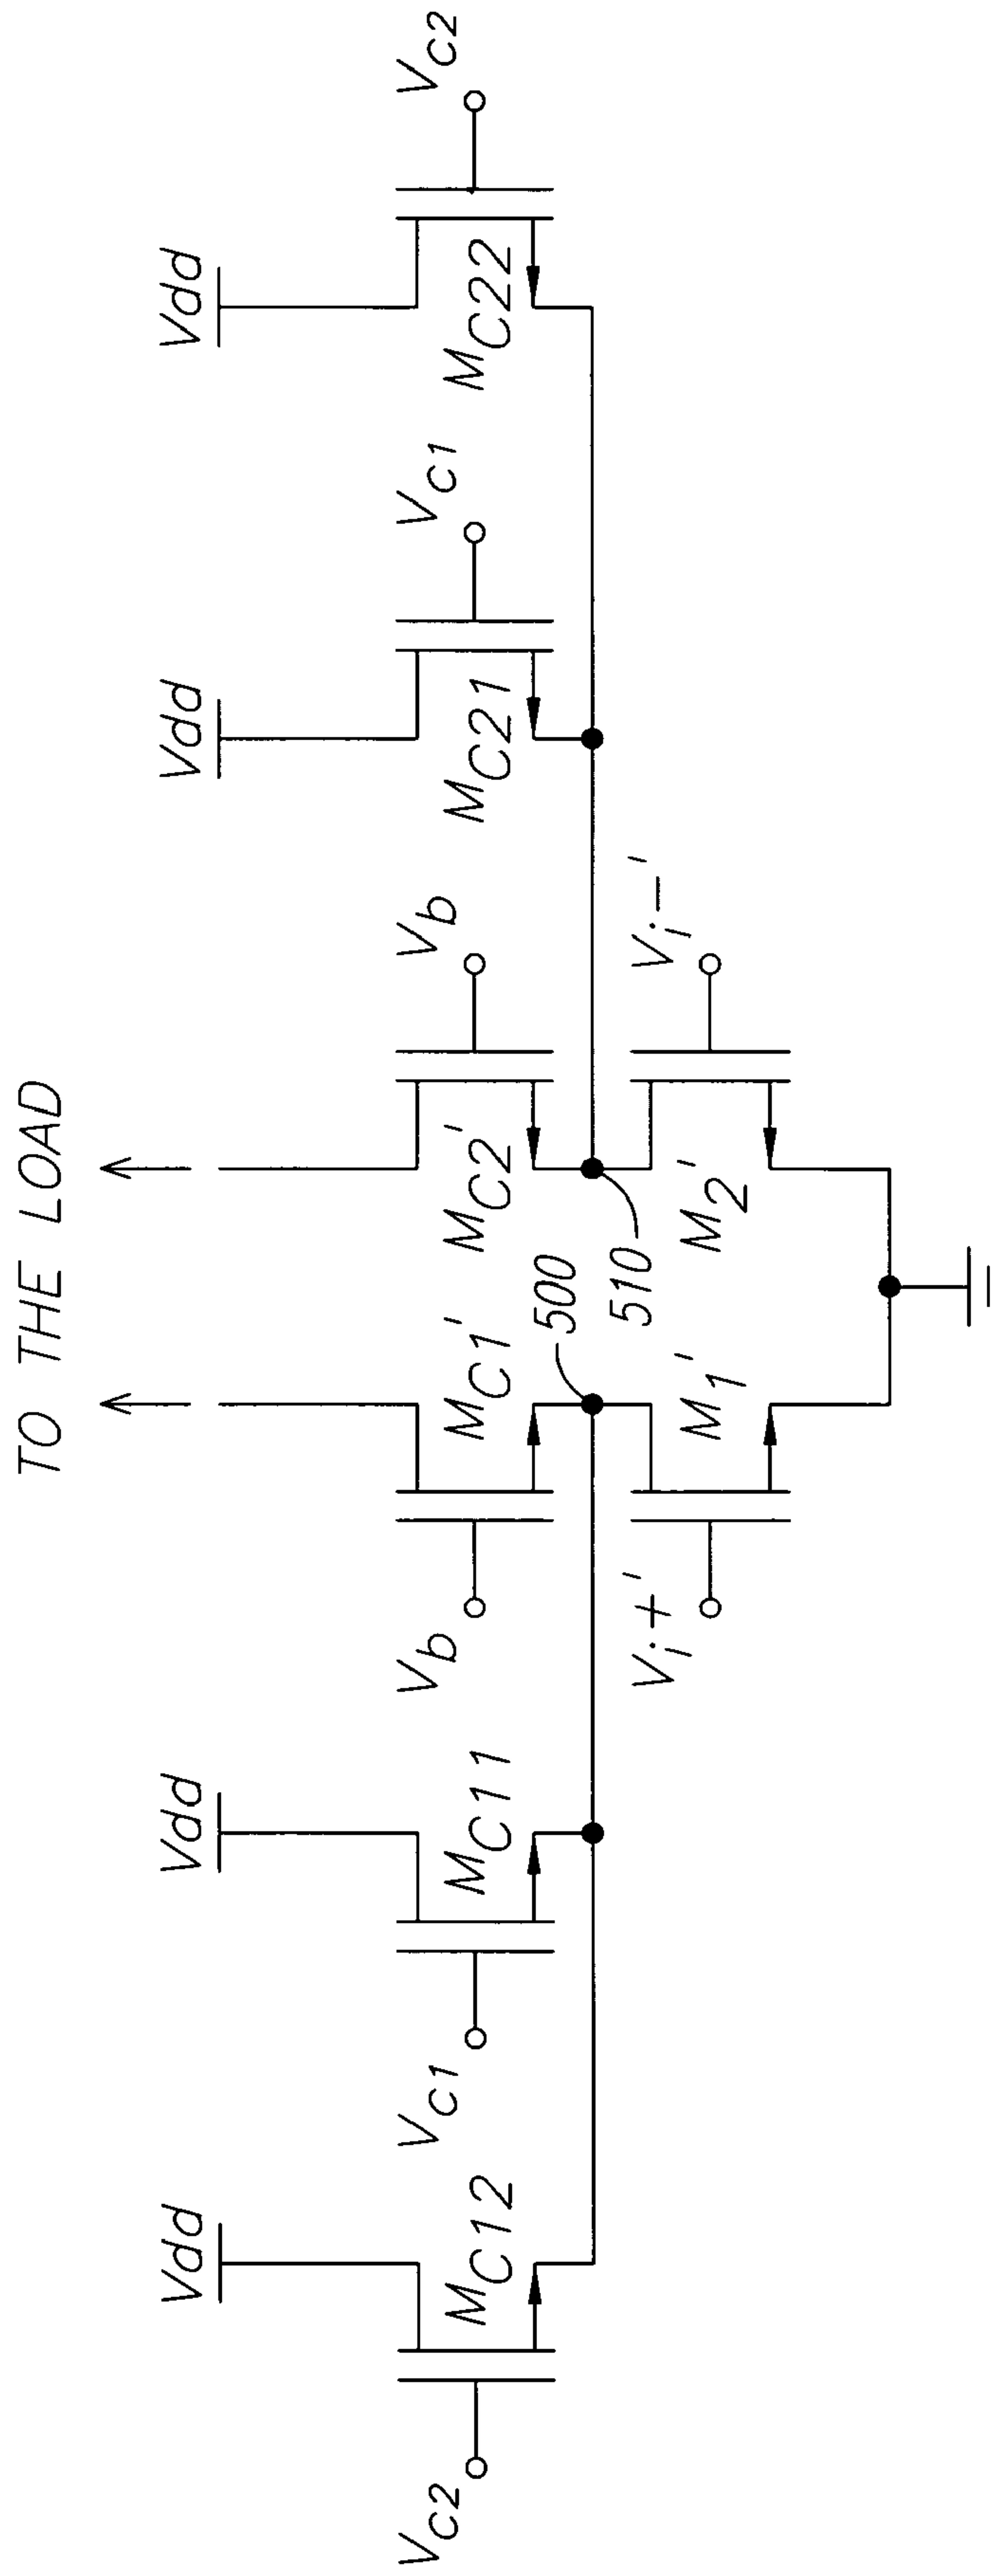 TO THE LOAD
Vdd
Vdd
Vdd
Vdd
VC2
MC12
VC1
MC11
Vb
MC1'
MC2'
Vb
MC21
VC1
MC22
VC2
500
510
Vi+'
M1'
M2'
Vi-'